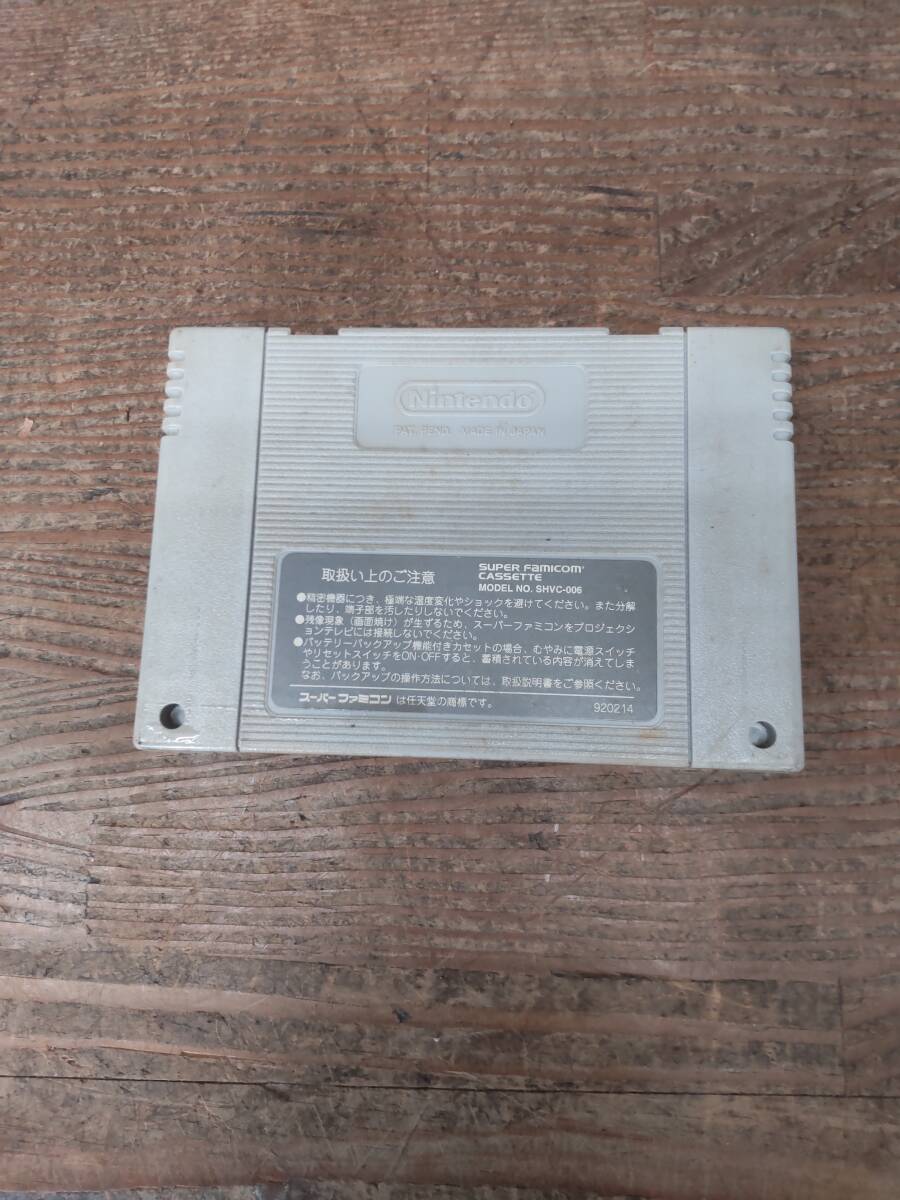 Nintendo
PAT. PEND. MADE IN JAPAN
取扱い上のご注意
SUPER FAMICOM
CASSETTE
MODEL NO. SHVC-006
●精密機器につき、極端な温度変化やショックを避けてください。また分解
したり、端子部を汚したりしないでください。
●残像現象（画面焼け）が生ずるため、スーパーファミコンをプロジェクシ
ョンテレビには接続しないでください。
●バッテリーバックアップ機能付きカセットの場合、むやみに電源スイッチ
やリセットスイッチをON・OFFすると、蓄積されている内容が消えてしま
うことがあります。
なお、バックアップの操作方法については、取扱説明書をご参照ください。
スーパーファミコン は任天堂の商標です。
920214